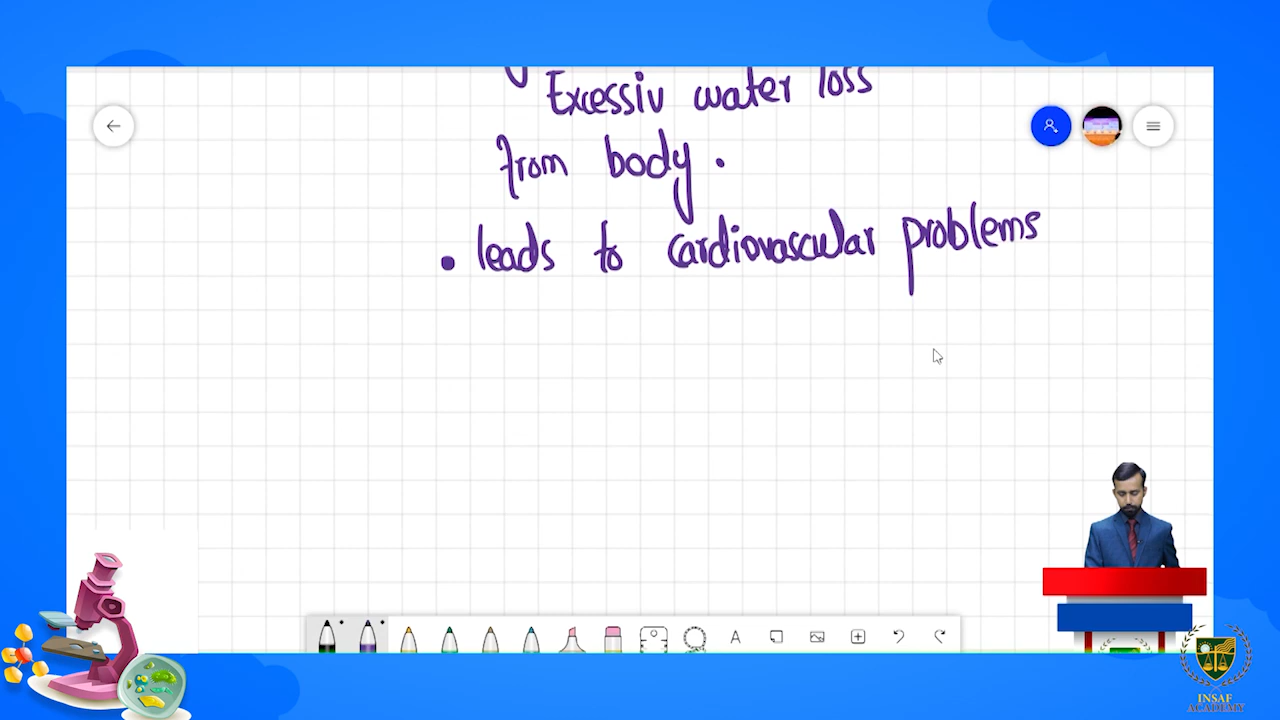 Excessiv water loss
from body.
• leads to cardiovascular problems
A
INSAF
ACADEMY